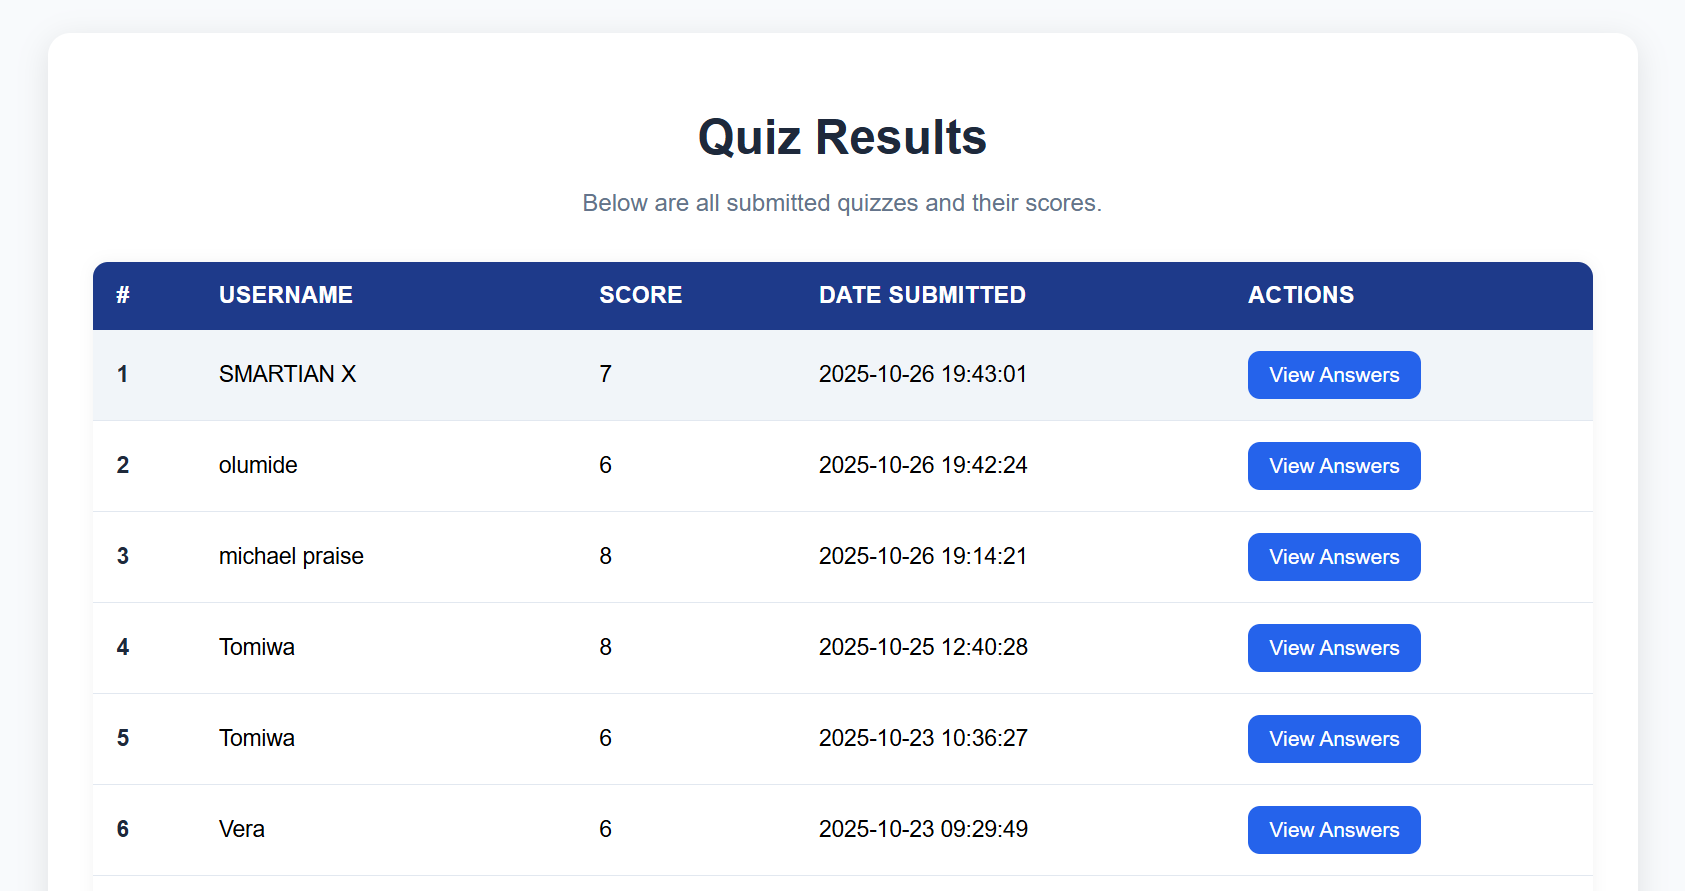 Quiz Results
Below are all submitted quizzes and their scores.
# USERNAME SCORE DATE SUBMITTED ACTIONS
1 SMARTIAN X 7 2025-10-26 19:43:01 View Answers
2 olumide 6 2025-10-26 19:42:24 View Answers
3 michael praise 8 2025-10-26 19:14:21 View Answers
4 Tomiwa 8 2025-10-25 12:40:28 View Answers
5 Tomiwa 6 2025-10-23 10:36:27 View Answers
6 Vera 6 2025-10-23 09:29:49 View Answers